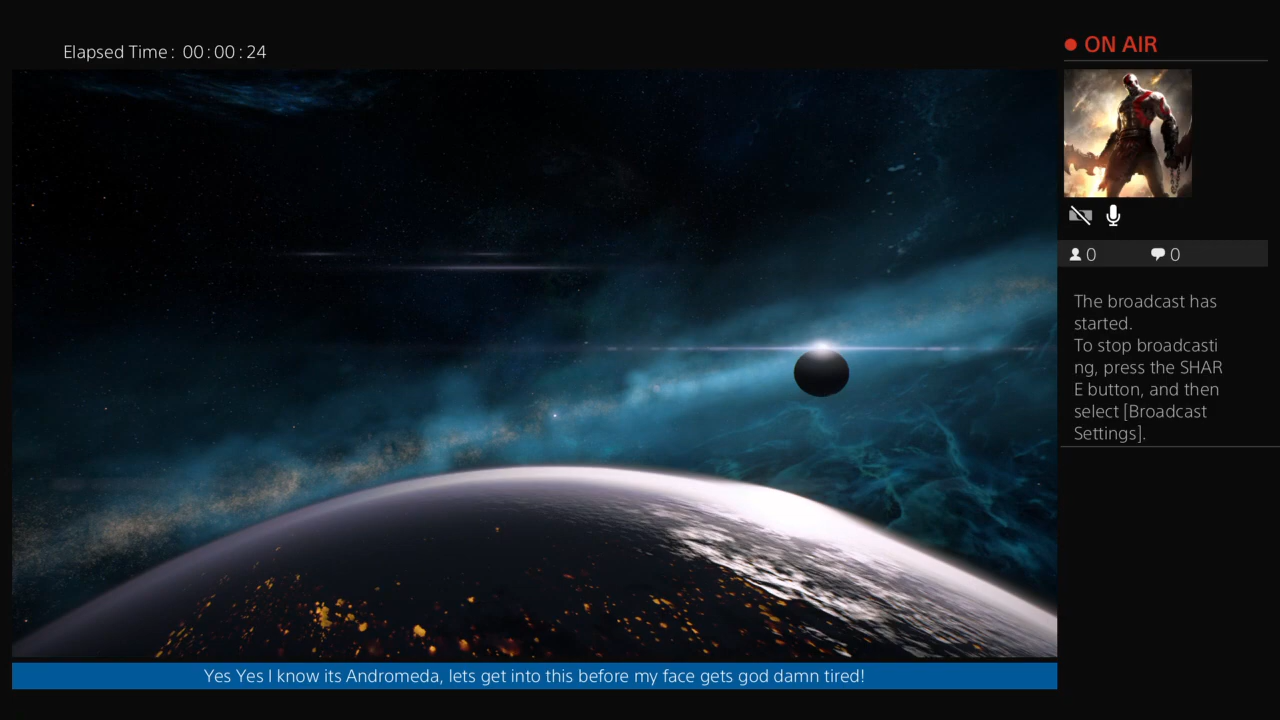 Elapsed Time: 00:00:24
ON AIR
0
0
The broadcast has
started.
To stop broadcasti
ng, press the SHAR
E button, and then
select [Broadcast
Settings].
Yes Yes I know its Andromeda, lets get into this before my face gets god damn tired!